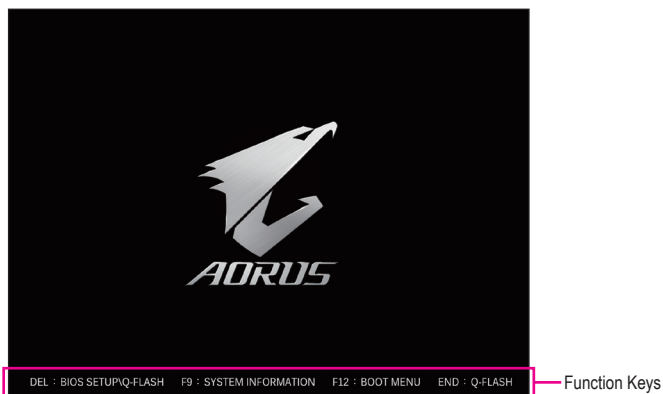 AORUS
DEL : BIOS SETUP\Q-FLASH F9 : SYSTEM INFORMATION F12 : BOOT MENU END : Q-FLASH
Function Keys